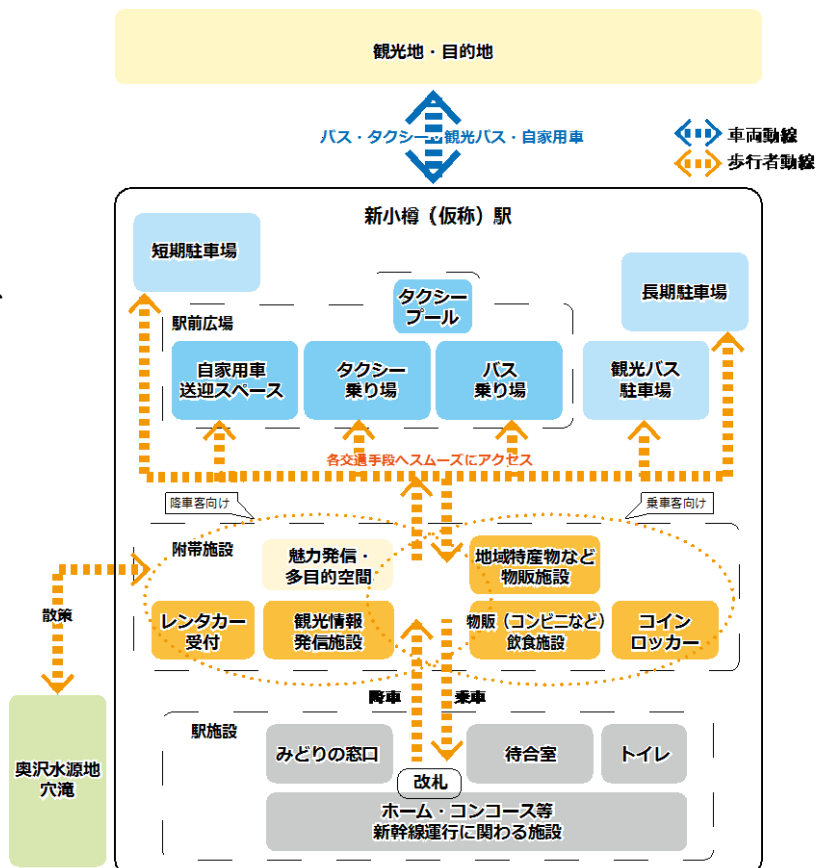 観光地・目的地
バス・タクシー・観光バス・自家用車
車両動線
歩行者動線
新小樽（仮称）駅
短期駐車場
長期駐車場
タクシー
プール
駅前広場
自家用車
送迎スペース
タクシー
乗り場
バス
乗り場
観光バス
駐車場
各交通手段へスムーズにアクセス
降車客向け
乗車客向け
附帯施設
魅力発信・
多目的空間
地域特産物など
物販施設
レンタカー
受付
観光情報
発信施設
物販（コンビニなど）
飲食施設
コイン
ロッカー
散策
降車
乗車
駅施設
みどりの窓口
待合室
トイレ
改札
ホーム・コンコース等
新幹線運行に関わる施設
奥沢水源地
穴滝